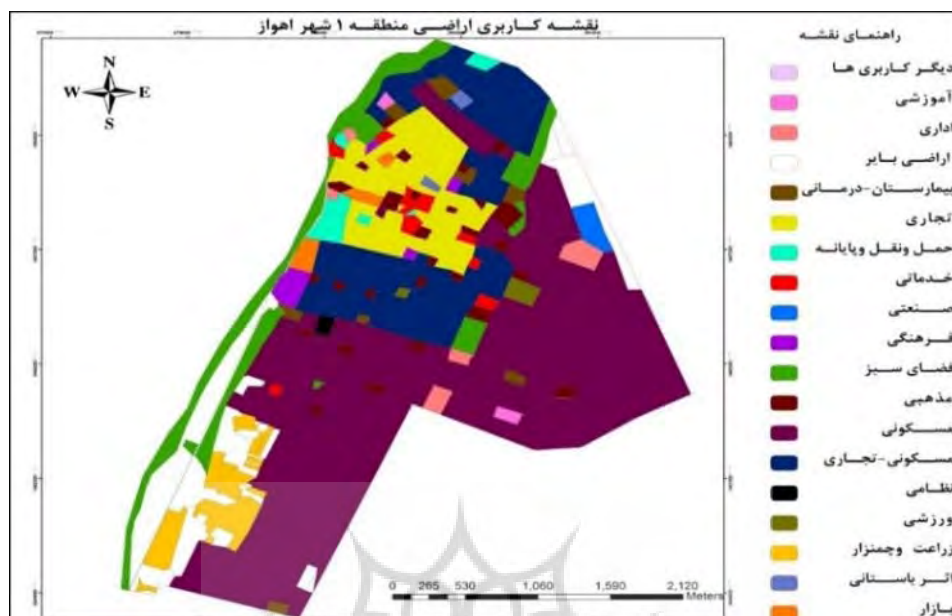 نقشه کاربری اراضی منطقه ۱ شهر اهواز
N
W E
S
راهنمای نقشه
دیگر کاربری ها
آموزشی
اداری
اراضی بایر
بیمارستان-درمانی
تجاری
حمل ونقل وپایانه
خدماتی
صنعتی
فرهنگی
فضای سبز
مذهبی
مسکونی
مسکونی-تجاری
نظامی
ورزشی
زراعت وچمنزار
اثر باستانی
بازار
0 265 530 1,060 1,590 2,120
Meters